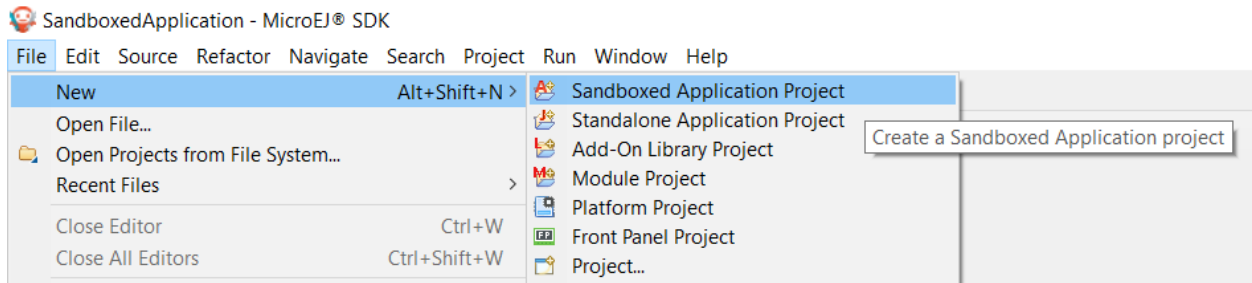 SandboxedApplication - MicroEJ® SDK
File Edit Source Refactor Navigate Search Project Run Window Help
New Alt+Shift+N >
Open File...
Open Projects from File System...
Recent Files >
Close Editor Ctrl+W
Close All Editors Ctrl+Shift+W
Sandboxed Application Project
Standalone Application Project
Add-On Library Project
Module Project
Platform Project
Front Panel Project
Project...
Create a Sandboxed Application project